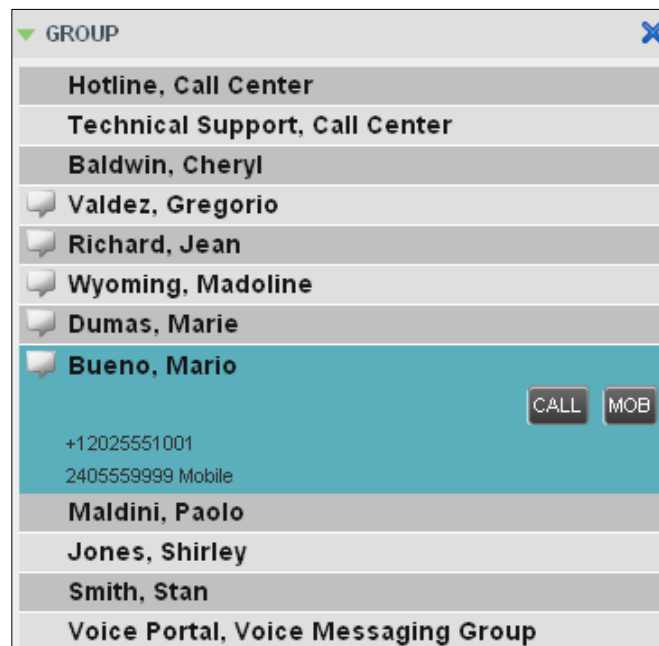 GROUP
Hotline, Call Center
Technical Support, Call Center
Baldwin, Cheryl
Valdez, Gregorio
Richard, Jean
Wyoming, Madoline
Dumas, Marie
Bueno, Mario
CALL MOB
+12025551001
2405559999 Mobile
Maldini, Paolo
Jones, Shirley
Smith, Stan
Voice Portal, Voice Messaging Group